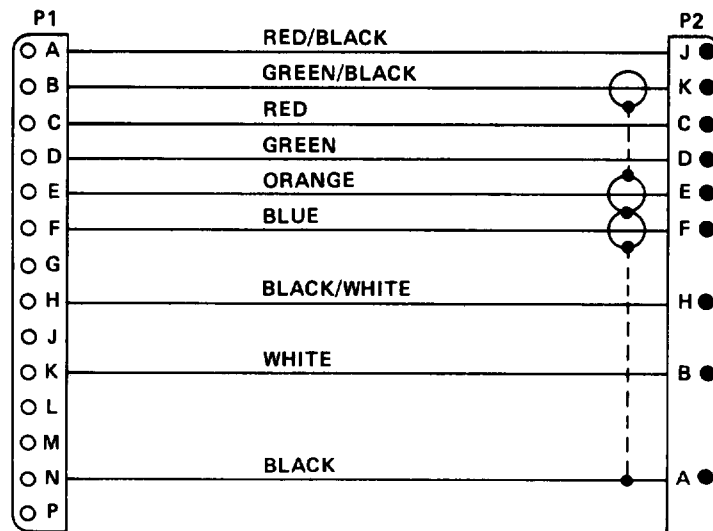 P1 P2
A RED/BLACK J
B GREEN/BLACK K
C RED C
D GREEN D
E ORANGE E
F BLUE F
G
H BLACK/WHITE H
J
K WHITE B
L
M
N BLACK A
P